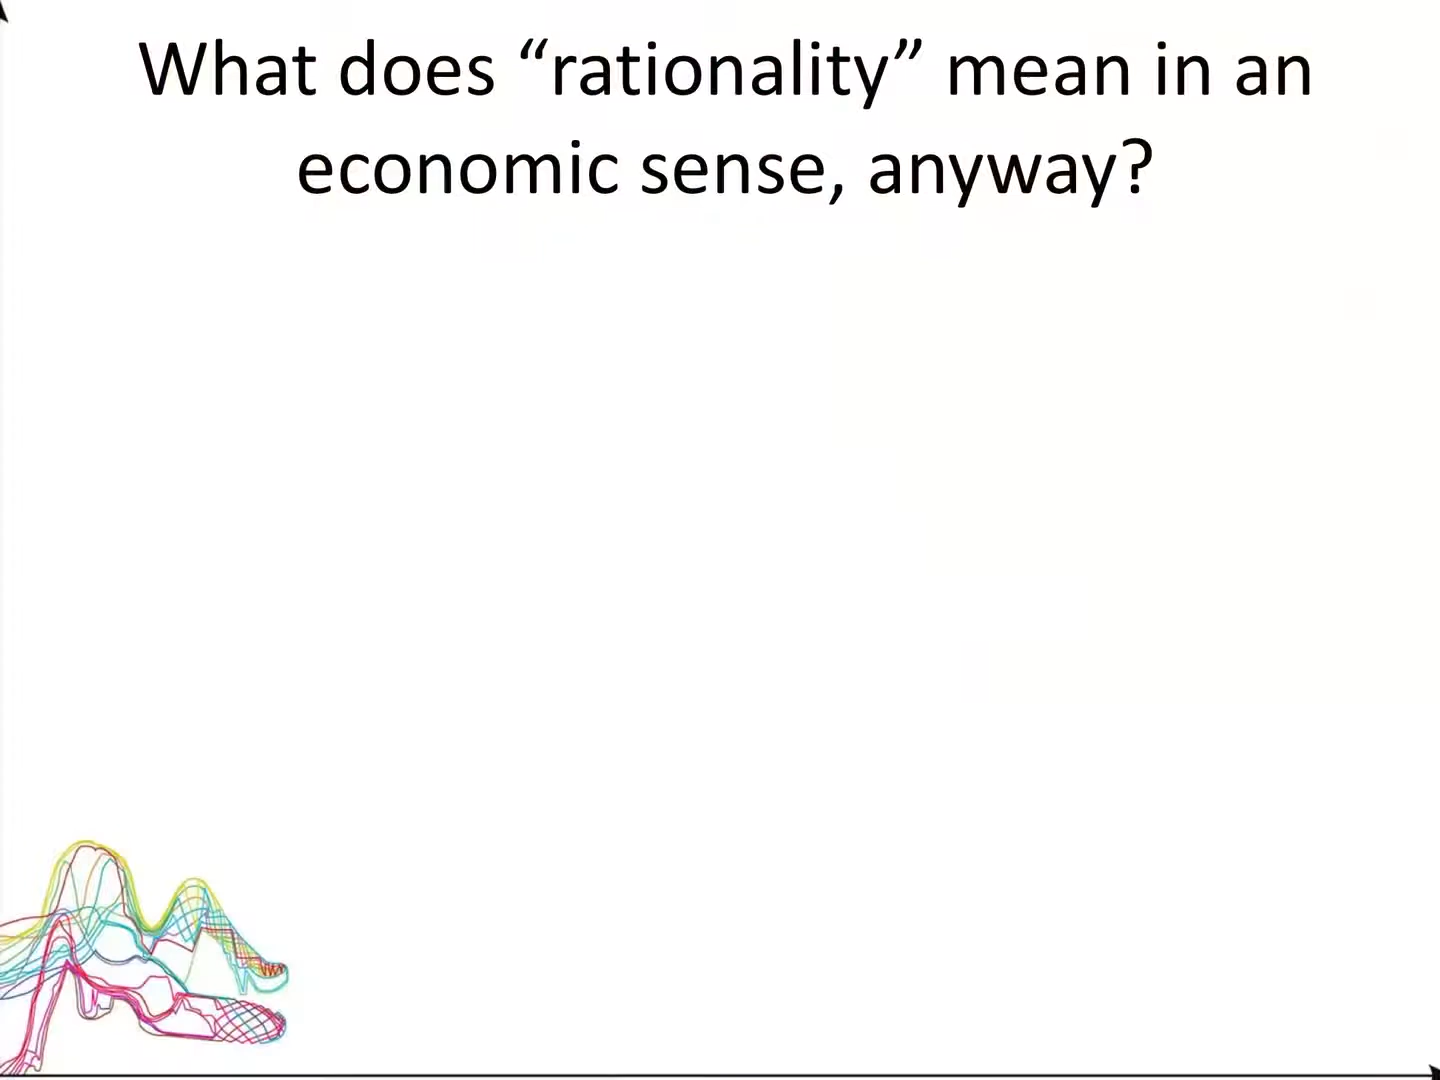 What does “rationality” mean in an
economic sense, anyway?